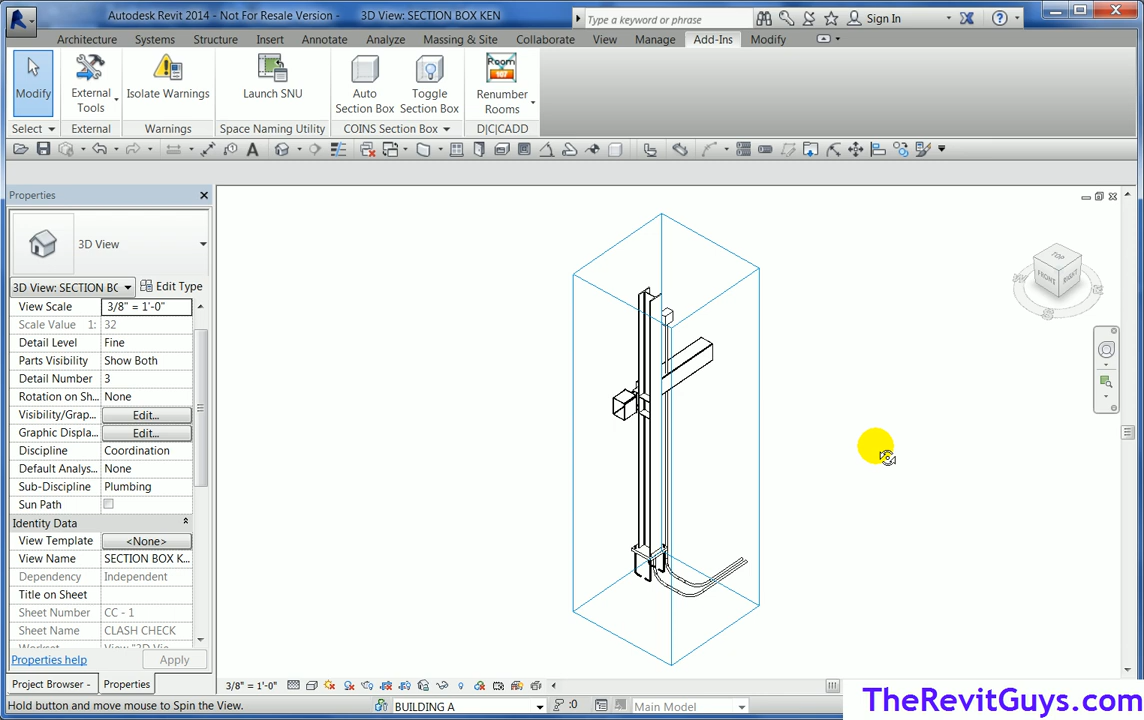 Autodesk Revit 2014 - Not For Resale Version - 3D View: SECTION BOX KEN
Type a keyword or phrase
Sign In
Architecture Systems Structure Insert Annotate Analyze Massing & Site Collaborate View Manage Add-Ins Modify
Modify
External Tools
Isolate Warnings
Launch SNU
Auto Section Box
Toggle Section Box
Room
107
Renumber Rooms
Select External Warnings Space Naming Utility COINS Section Box D|C|CADD
Properties
3D View
3D View: SECTION BC Edit Type
View Scale 3/8" = 1'-0"
Scale Value 1: 32
Detail Level Fine
Parts Visibility Show Both
Detail Number 3
Rotation on Sh... None
Visibility/Grap... Edit...
Graphic Displa... Edit...
Discipline Coordination
Default Analys... None
Sub-Discipline Plumbing
Sun Path
Identity Data
View Template <None>
View Name SECTION BOX K...
Dependency Independent
Title on Sheet
Sheet Number CC - 1
Sheet Name CLASH CHECK
Properties help Apply
Project Browser - Properties
3/8" = 1'-0"
Hold button and move mouse to Spin the View.
BUILDING A
:0
Main Model
TOP
FRONT
RIGHT
W
S
TheRevitGuys.com